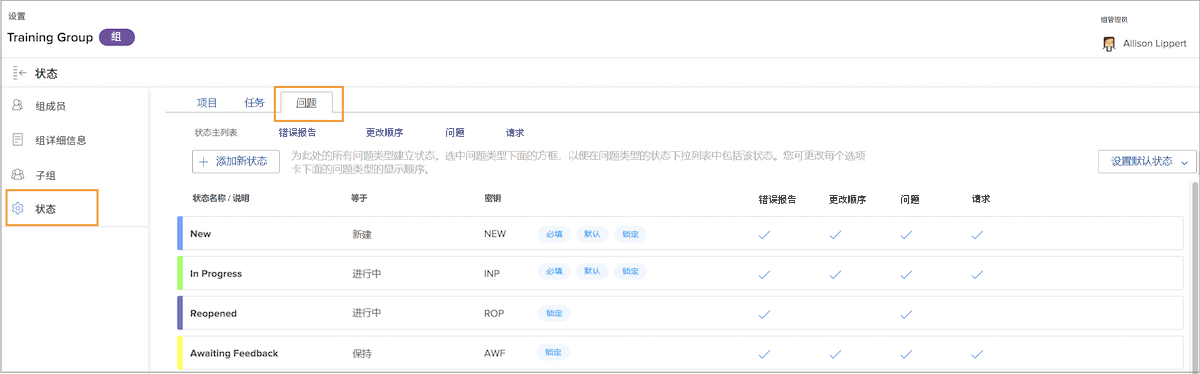 设置
Training Group 组
组管理员
Allison Lippert
状态
组成员
组详细信息
子组
状态
项目 任务 问题
状态主列表 错误报告 更改顺序 问题 请求
+ 添加新状态
为此处的所有问题类型建立状态。选中问题类型下面的方框，以便在问题类型的状态下拉列表中包括该状态。您可更改每个选项
卡下面的问题类型的显示顺序。
设置默认状态
状态名称 / 说明 等于 密钥 错误报告 更改顺序 问题 请求
New 新建 NEW 必填 默认 锁定
In Progress 进行中 INP 必填 默认 锁定
Reopened 进行中 ROP 锁定
Awaiting Feedback 保持 AWF 锁定